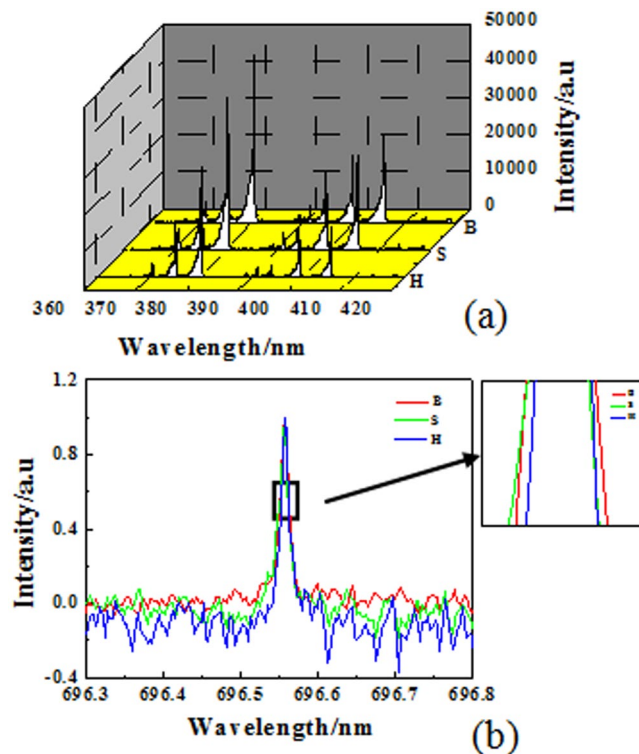 50000
40000
30000
20000
10000
0
Intensity/a.u
B
S
H
360 370 380 390 400 410 420
Wavelength/nm
(a)
1.2
0.8
0.4
0.0
-0.4
Intensity/a.u
B
S
H
H
696.3 696.4 696.5 696.6 696.7 696.8
Wavelength/nm
(b)